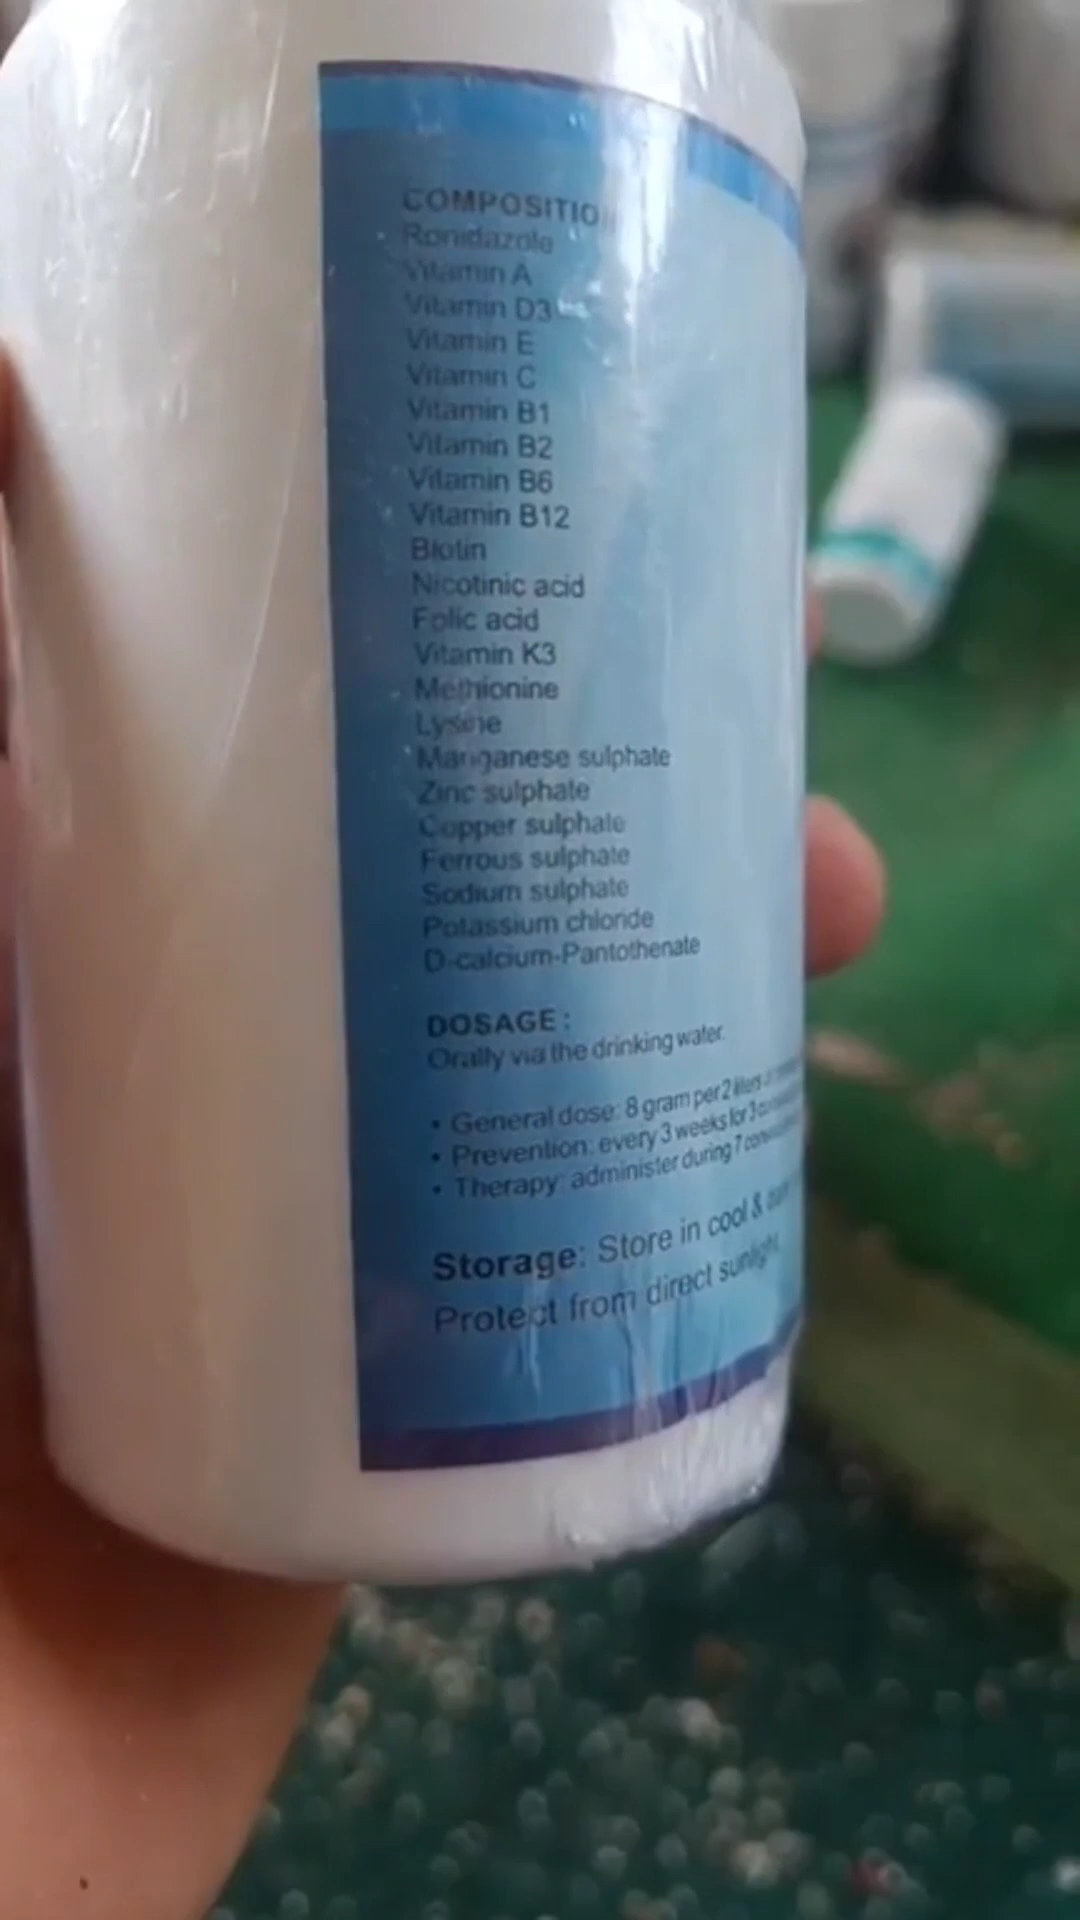 COMPOSITIO
Ronidazole
Vitamin A
Vitamin D3
Vitamin E
Vitamin C
Vitamin B1
Vitamin B2
Vitamin B6
Vitamin B12
Biotin
Nicotinic acid
Folic acid
Vitamin K3
Methionine
Lysine
Manganese sulphate
Zinc sulphate
Copper sulphate
Ferrous sulphate
Sodium sulphate
Potassium chloride
D-calcium-Pantothenate
DOSAGE:
Orally via the drinking water.
• General dose: 8 gram per 2 liters
• Prevention: every 3 weeks for 3
• Therapy: administer during 7
Storage: Store in cool &
Protect from direct sunlight.